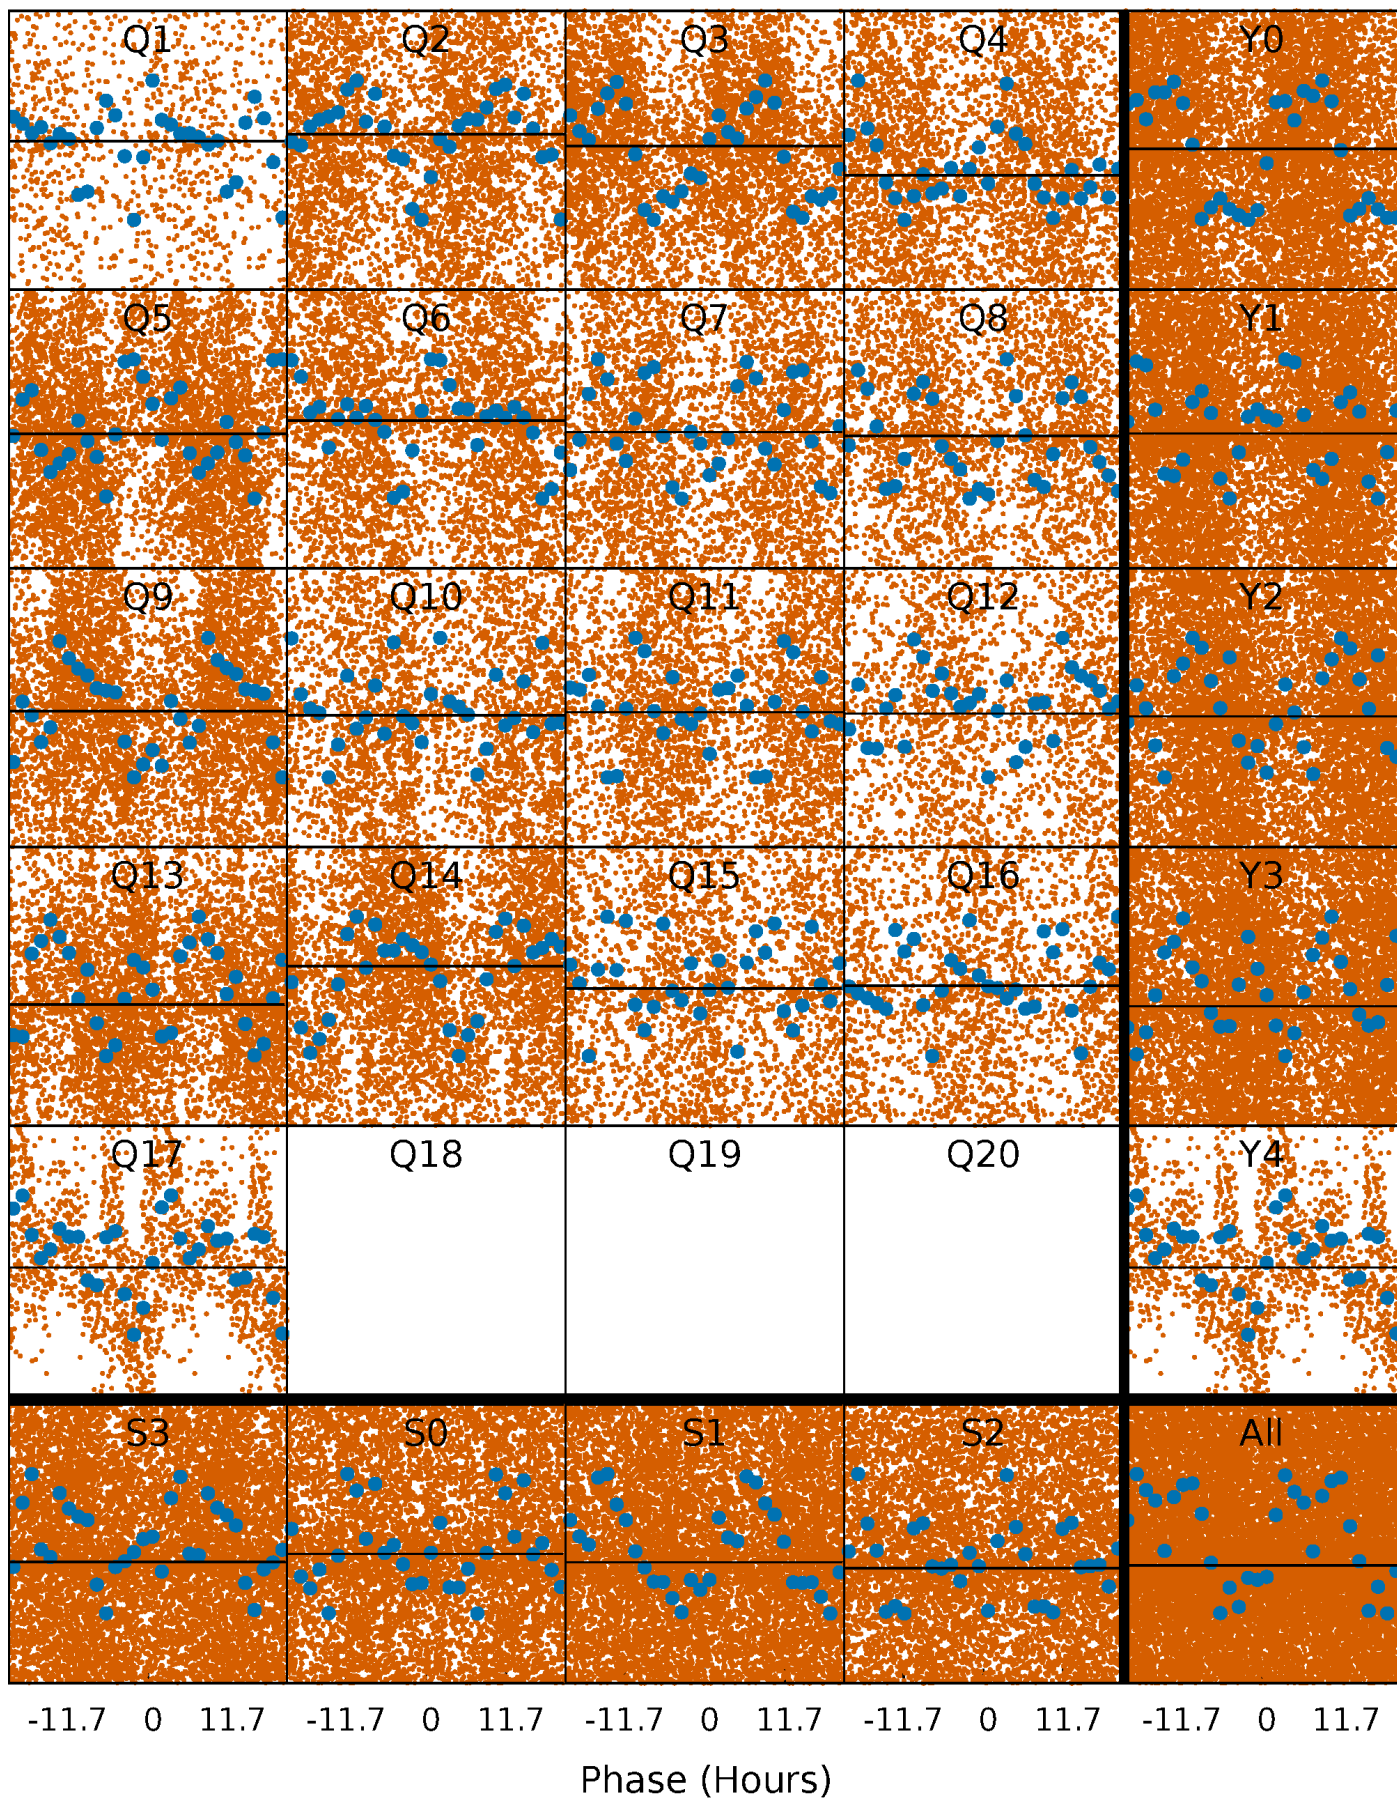 Q1 Q2 Q3 Q4 Y0
Q5 Q6 Q7 Q8 Y1
Q9 Q10 Q11 Q12 Y2
Q13 Q14 Q15 Q16 Y3
Q17 Q18 Q19 Q20 Y4
S3 S0 S1 S2 All
-11.7 0 11.7 -11.7 0 11.7 -11.7 0 11.7 -11.7 0 11.7 -11.7 0 11.7
Phase (Hours)